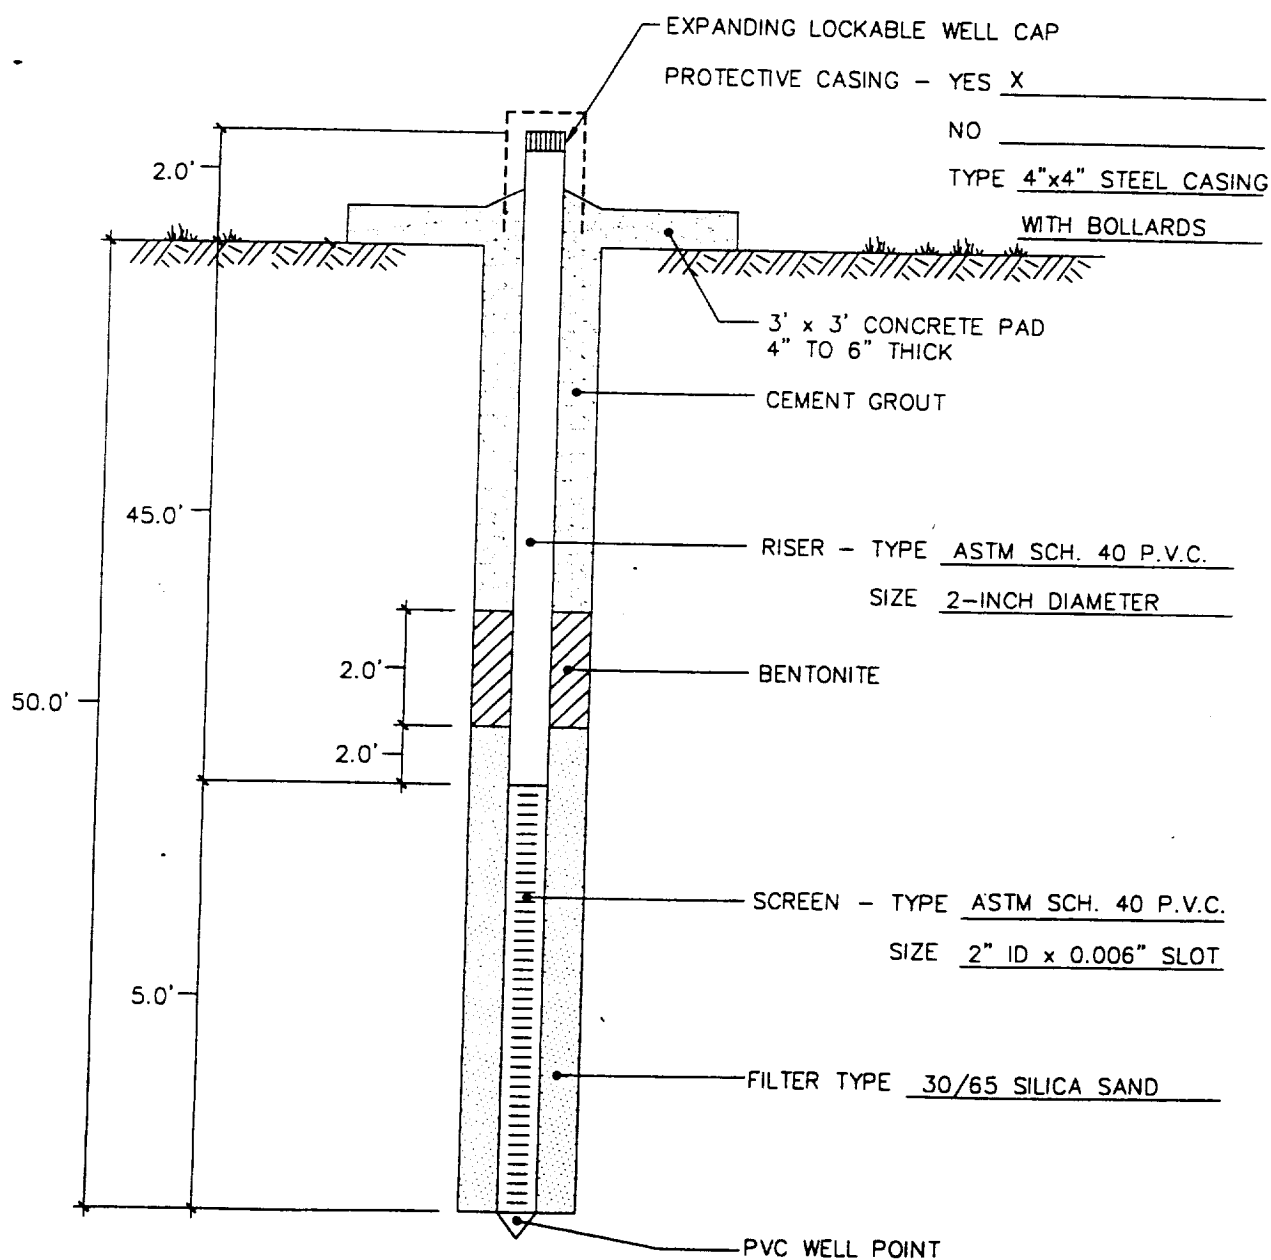 EXPANDING LOCKABLE WELL CAP
PROTECTIVE CASING - YES X
NO
2.0'
TYPE 4"x4" STEEL CASING
WITH BOLLARDS
3' x 3' CONCRETE PAD
4" TO 6" THICK
CEMENT GROUT
45.0'
RISER - TYPE ASTM SCH. 40 P.V.C.
SIZE 2-INCH DIAMETER
2.0'
BENTONITE
50.0'
2.0'
SCREEN - TYPE ASTM SCH. 40 P.V.C.
SIZE 2" ID x 0.006" SLOT
5.0'
FILTER TYPE 30/65 SILICA SAND
PVC WELL POINT